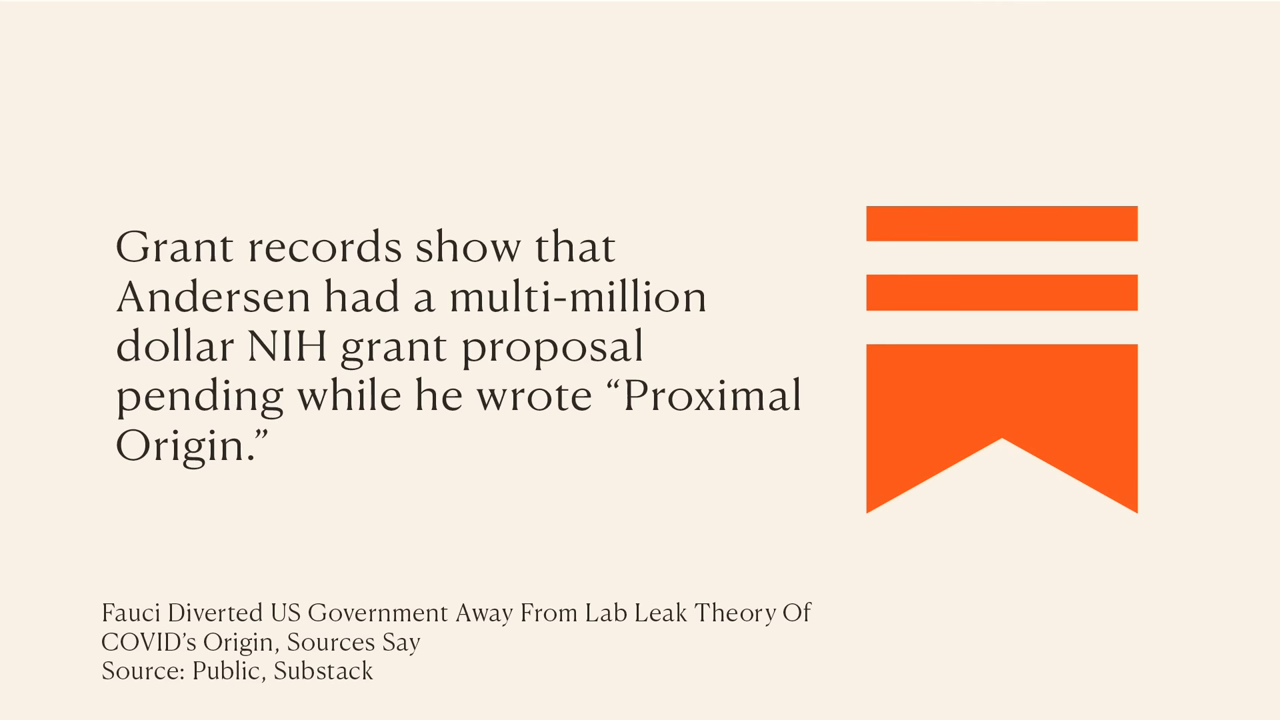 Grant records show that
Andersen had a multi-million
dollar NIH grant proposal
pending while he wrote “Proximal
Origin.”
Fauci Diverted US Government Away From Lab Leak Theory Of
COVID’s Origin, Sources Say
Source: Public, Substack